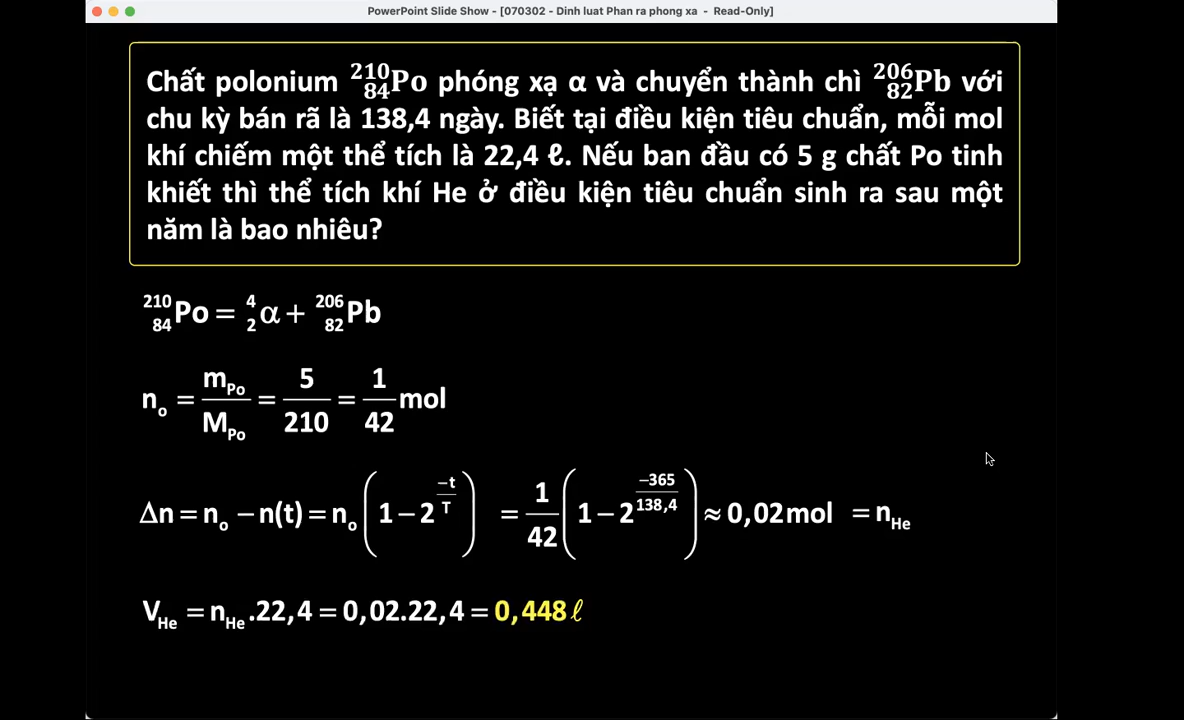 PowerPoint Slide Show - [070302 - Dinh luat Phan ra phong xa - Read-Only]
Chất polonium ²¹⁰₈₄Po phóng xạ α và chuyển thành chì ²⁰⁶₈₂Pb với
chu kỳ bán rã là 138,4 ngày. Biết tại điều kiện tiêu chuẩn, mỗi mol
khí chiếm một thể tích là 22,4 ℓ. Nếu ban đầu có 5 g chất Po tinh
khiết thì thể tích khí He ở điều kiện tiêu chuẩn sinh ra sau một
năm là bao nhiêu?
²¹⁰₈₄Po = ⁴₂α + ²⁰⁶₈₂Pb
n₀ = m_Po/M_Po = 5/210 = 1/42 mol
Δn = n₀ − n(t) = n₀(1 − 2^(−t/T)) = 1/42(1 − 2^(−365/138,4)) ≈ 0,02mol = n_He
V_He = n_He.22,4 = 0,02.22,4 = 0,448 ℓ